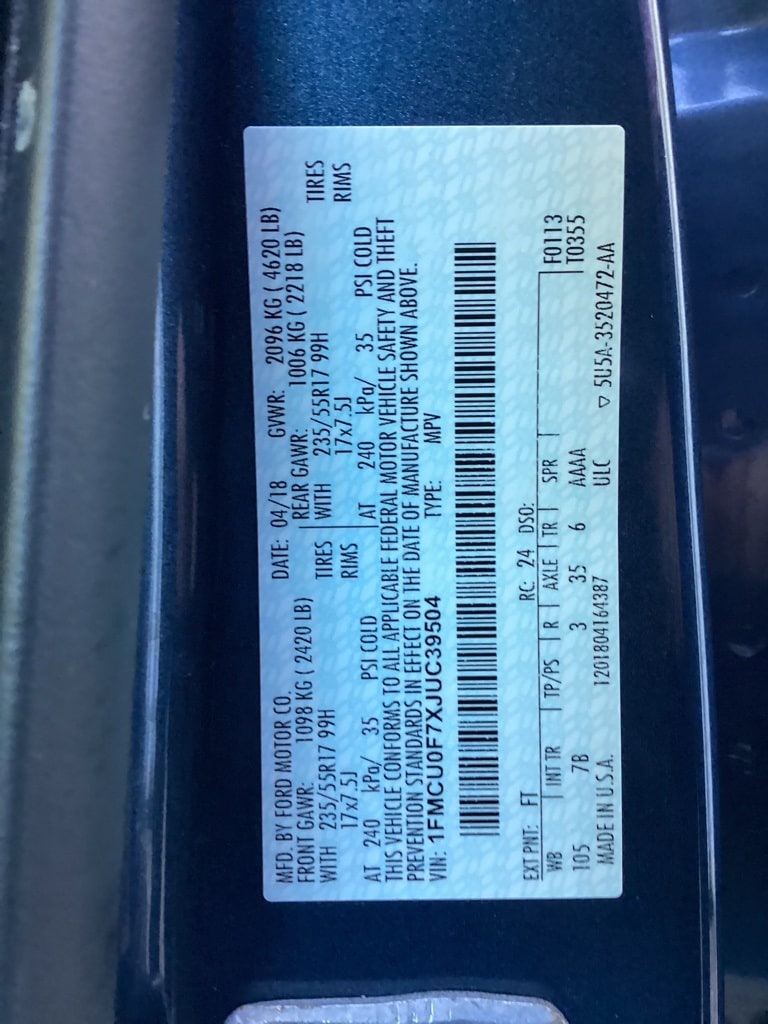 MFD. BY FORD MOTOR CO.
DATE: 04/18 GVWR: 2096 KG ( 4620 LB)
FRONT GAWR: 1098 KG ( 2420 LB) REAR GAWR: 1006 KG ( 2218 LB)
WITH 235/55R17 99H TIRES WITH 235/55R17 99H TIRES
17x7.5J RIMS 17x7.5J RIMS
AT 240 kPa/ 35 PSI COLD AT 240 kPa/ 35 PSI COLD
THIS VEHICLE CONFORMS TO ALL APPLICABLE FEDERAL MOTOR VEHICLE SAFETY AND THEFT
PREVENTION STANDARDS IN EFFECT ON THE DATE OF MANUFACTURE SHOWN ABOVE.
VIN: 1FMCU0F7XJUC39504 TYPE: MPV
EXT PNT: FT RC: 24 DSO: F0113
WB INT TR TP/PS R AXLE TR SPR T0355
105 7B 3 35 6 AAAA
MADE IN U.S.A. 1201804164387 ULC ▽ 5U5A-3520472-AA